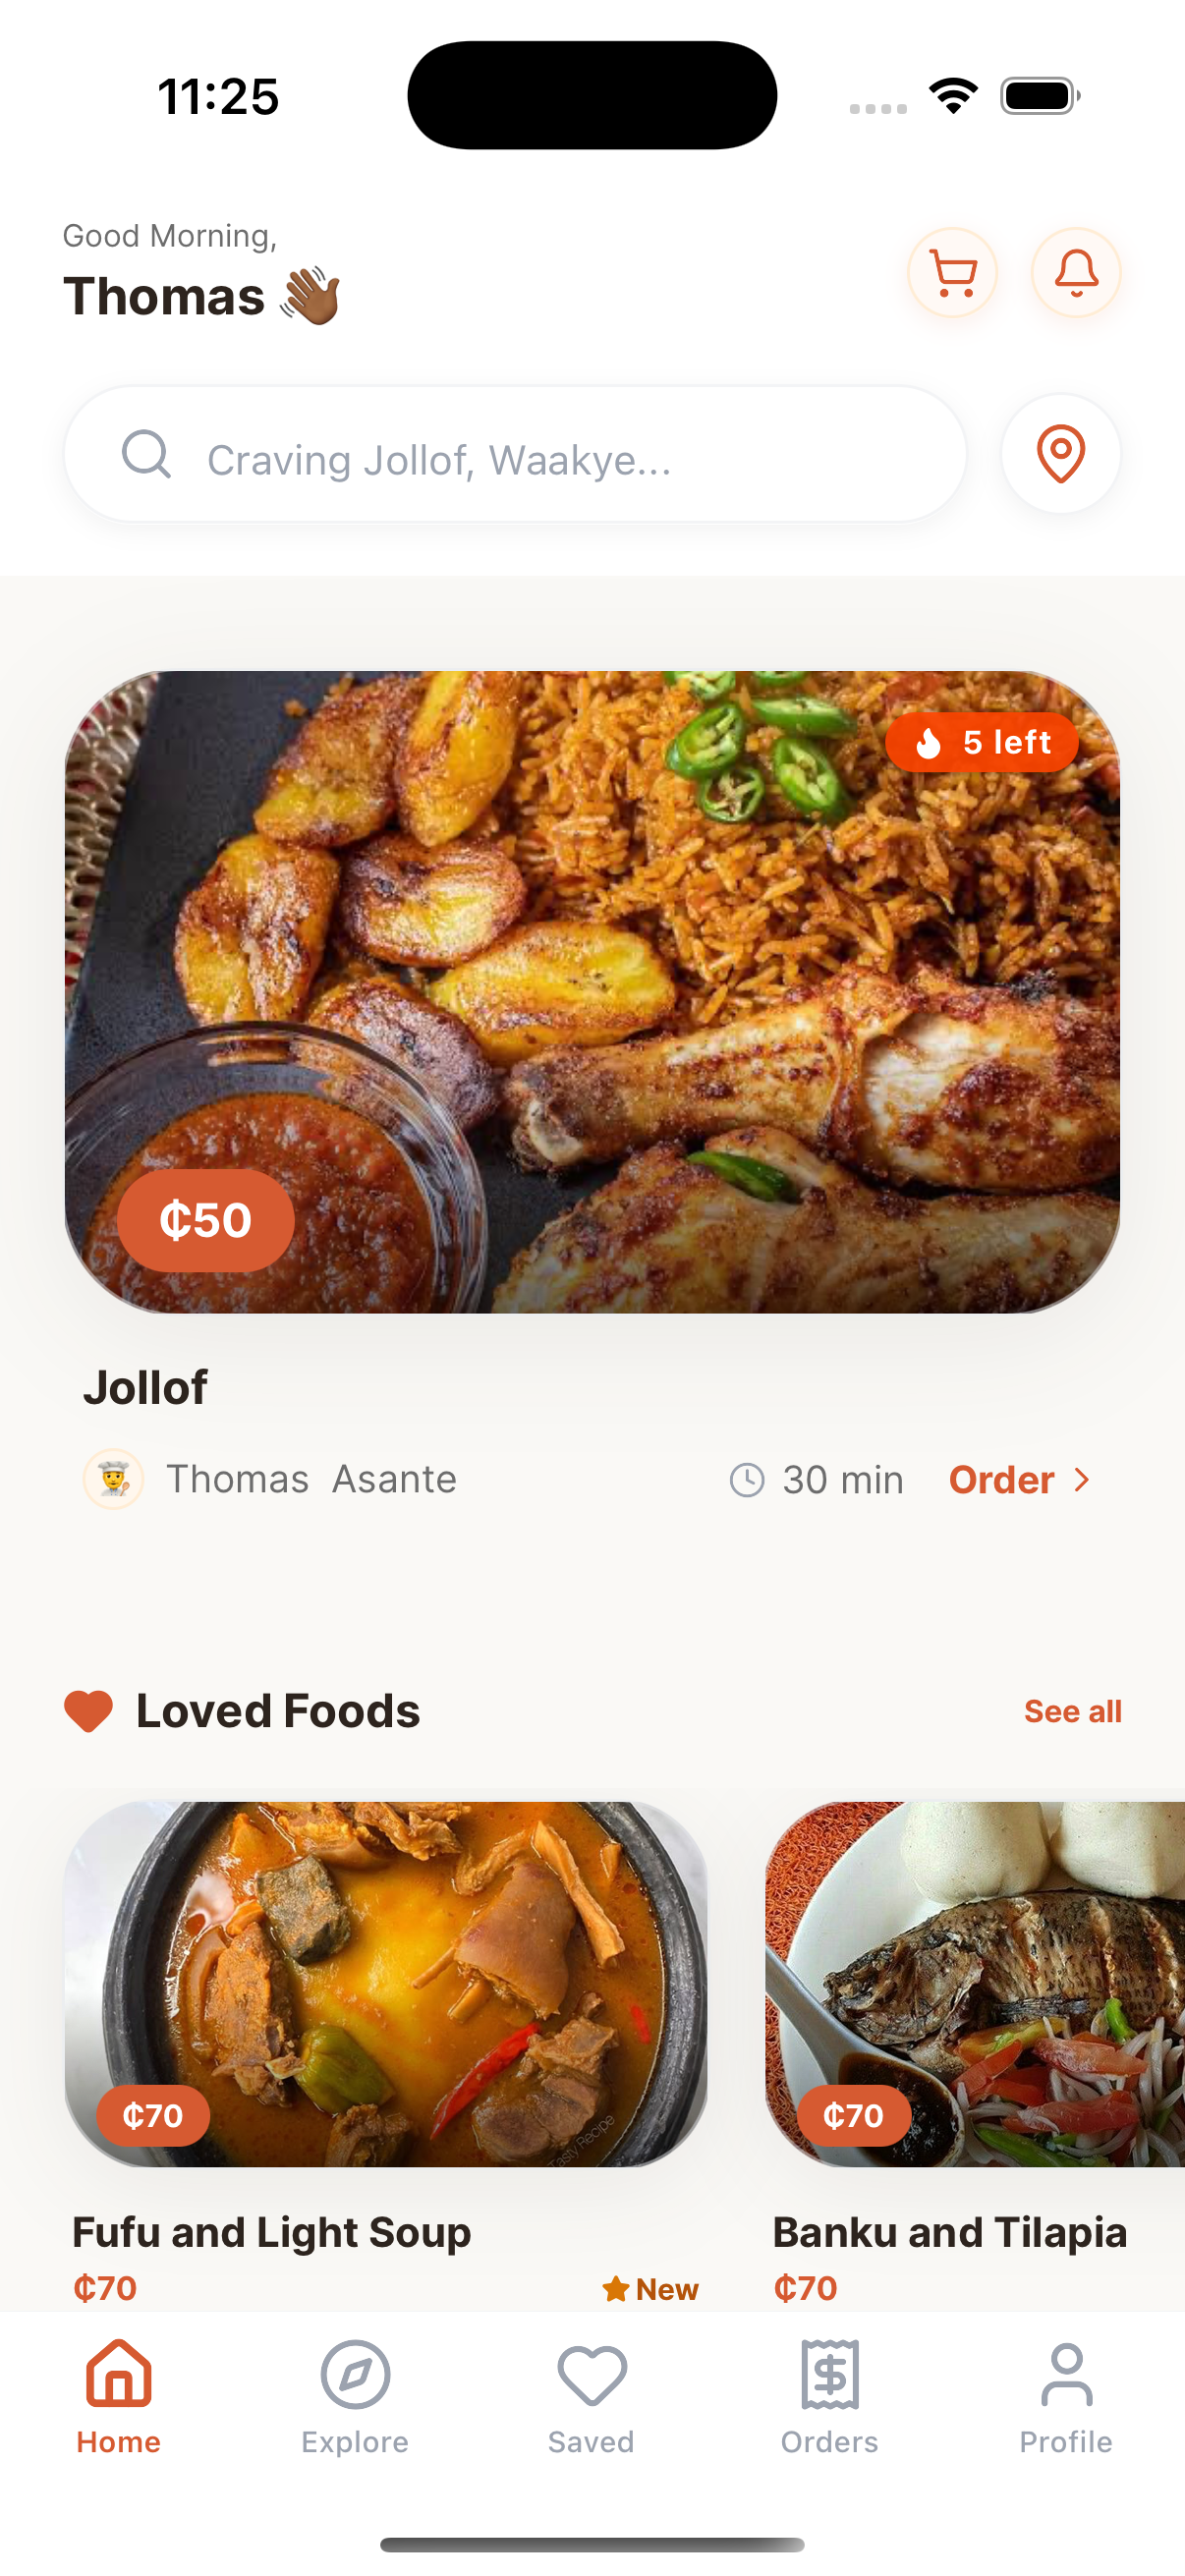 11:25
Good Morning,
Thomas 👋🏾
Craving Jollof, Waakye...
5 left
₵50
Jollof
Thomas Asante
30 min
Order
Loved Foods
See all
Tasty Recipe
₵70
₵70
Fufu and Light Soup
Banku and Tilapia
₵70
New
₵70
Home
Explore
Saved
Orders
Profile